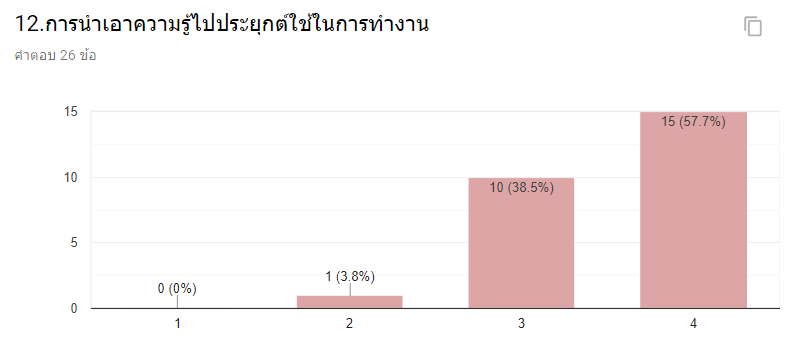 12.การนำเอาความรู้ไปประยุกต์ใช้ในการทำงาน
คำตอบ 26 ข้อ
15
15 (57.7%)
10
10 (38.5%)
5
1 (3.8%)
0 (0%)
0
1 2 3 4